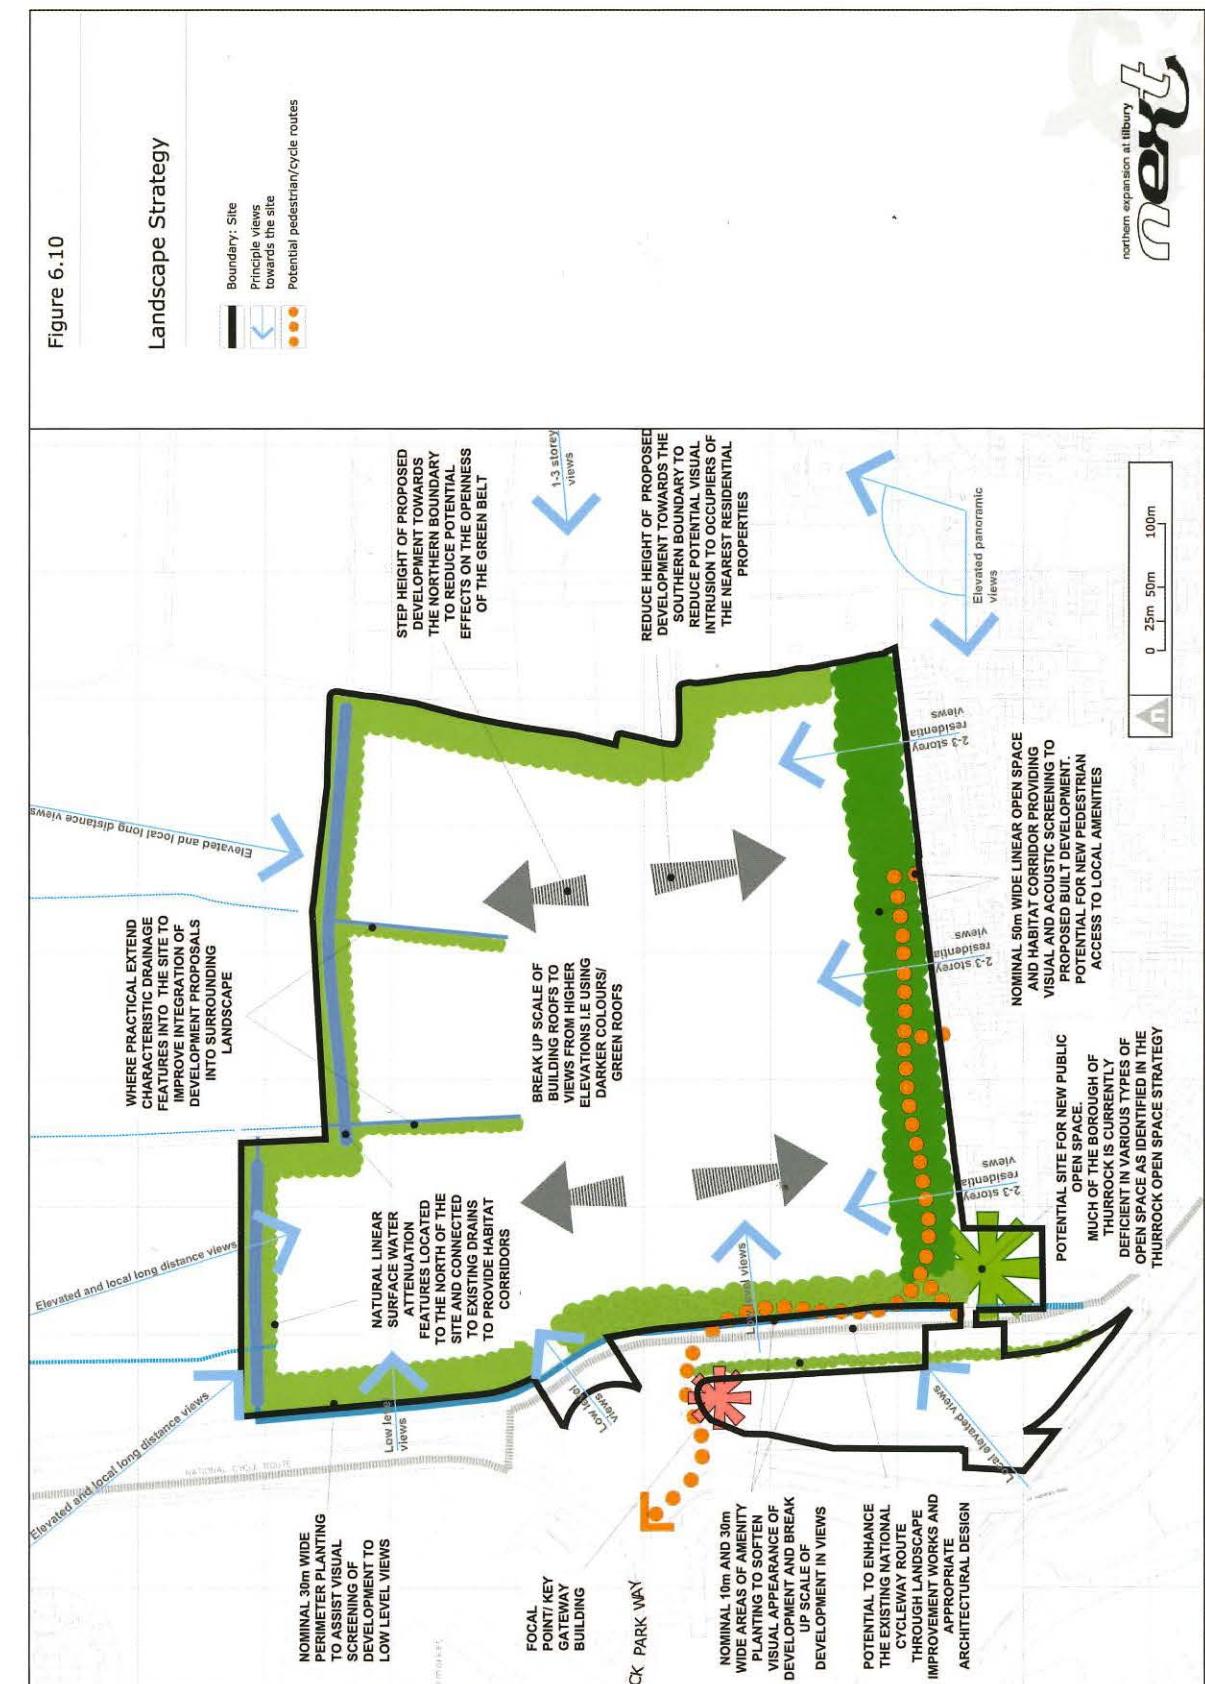 Figure 6.10
Landscape Strategy
Boundary: Site
Principle views
towards the site
Potential pedestrian/cycle routes
northern expansion at tilbury
next
NOMINAL 30m WIDE
PERIMETER PLANTING
TO ASSIST VISUAL
SCREENING OF
DEVELOPMENT TO
LOW LEVEL VIEWS
NATURAL LINEAR
SURFACE WATER
ATTENUATION
FEATURES LOCATED
TO THE NORTH OF THE
SITE AND CONNECTED
TO EXISTING DRAINS
TO PROVIDE HABITAT
CORRIDORS
WHERE PRACTICAL EXTEND
CHARACTERISTIC DRAINAGE
FEATURES INTO THE SITE TO
IMPROVE INTEGRATION OF
DEVELOPMENT PROPOSALS
INTO SURROUNDING
LANDSCAPE
STEP HEIGHT OF PROPOSED
DEVELOPMENT TOWARDS
THE NORTHERN BOUNDARY
TO REDUCE POTENTIAL
EFFECTS ON THE OPENNESS
OF THE GREEN BELT
Elevated and local long distance views
Elevated and local long distance views
Elevated and local long distance views
NATIONAL CYCLE ROUTE
Low level
views
Low level
views
1-3 storey
views
BREAK UP SCALE OF
BUILDING ROOFS TO
VIEWS FROM HIGHER
ELEVATIONS I.E USING
DARKER COLOURS/
GREEN ROOFS
REDUCE HEIGHT OF PROPOSED
DEVELOPMENT TOWARDS THE
SOUTHERN BOUNDARY TO
REDUCE POTENTIAL VISUAL
INTRUSION TO OCCUPIERS OF
THE NEAREST RESIDENTIAL
PROPERTIES
FOCAL
POINT/ KEY
GATEWAY
BUILDING
CK PARK WAY
Low level views
NOMINAL 10m AND 30m
WIDE AREAS OF AMENITY
PLANTING TO SOFTEN
VISUAL APPEARANCE OF
DEVELOPMENT AND BREAK
UP SCALE OF
DEVELOPMENT IN VIEWS
POTENTIAL TO ENHANCE
THE EXISTING NATIONAL
CYCLEWAY ROUTE
THROUGH LANDSCAPE
IMPROVEMENT WORKS AND
APPROPRIATE
ARCHITECTURAL DESIGN
Local elevated views
2-3 storey
residential
views
2-3 storey
residential
views
2-3 storey
residential
views
Elevated panoramic
views
POTENTIAL SITE FOR NEW PUBLIC
OPEN SPACE.
MUCH OF THE BOROUGH OF
THURROCK IS CURRENTLY
DEFICIENT IN VARIOUS TYPES OF
OPEN SPACE AS IDENTIFIED IN THE
THURROCK OPEN SPACE STRATEGY
NOMINAL 50m WIDE LINEAR OPEN SPACE
AND HABITAT CORRIDOR PROVIDING
VISUAL AND ACOUSTIC SCREENING TO
PROPOSED BUILT DEVELOPMENT.
POTENTIAL FOR NEW PEDESTRIAN
ACCESS TO LOCAL AMENITIES
n
0 25m 50m 100m